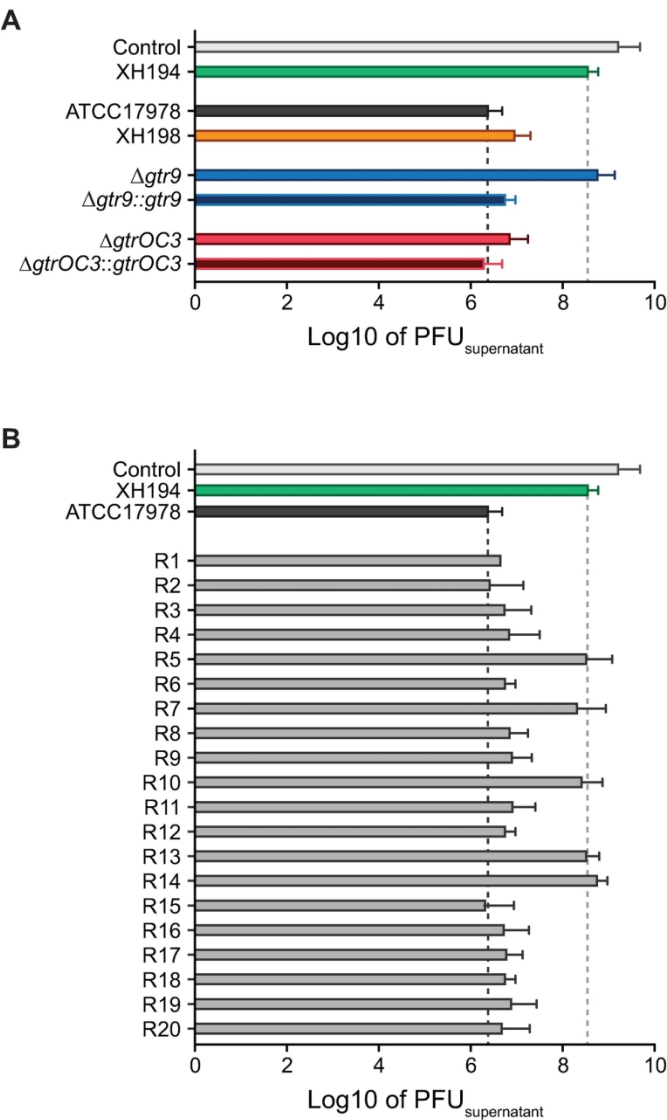 A
Control
XH194
ATCC17978
XH198
Δgtr9
Δgtr9::gtr9
ΔgtrOC3
ΔgtrOC3::gtrOC3
0 2 4 6 8 10
Log10 of PFUsupernatant
B
Control
XH194
ATCC17978
R1
R2
R3
R4
R5
R6
R7
R8
R9
R10
R11
R12
R13
R14
R15
R16
R17
R18
R19
R20
0 2 4 6 8 10
Log10 of PFUsupernatant